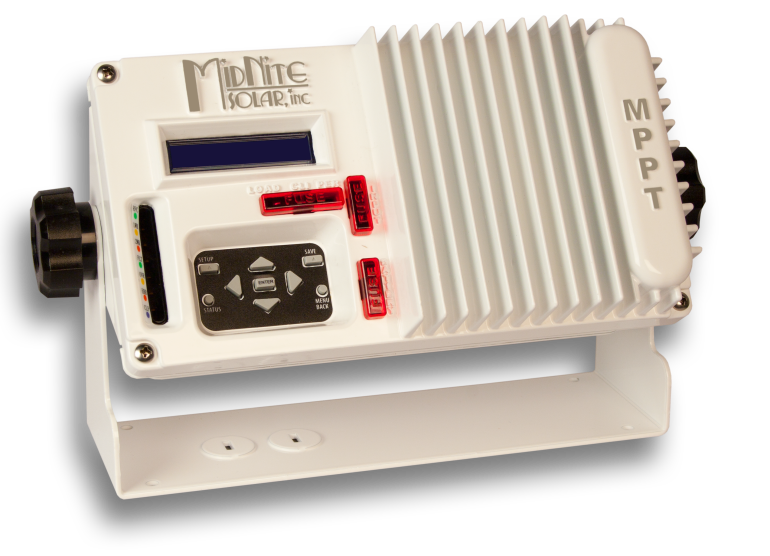 MIDNITE
SOLAR, inc
MPPT
FUSE
FUSE
FUSE
SETUP
SAVE
ENTER
STATUS
MENU
BACK